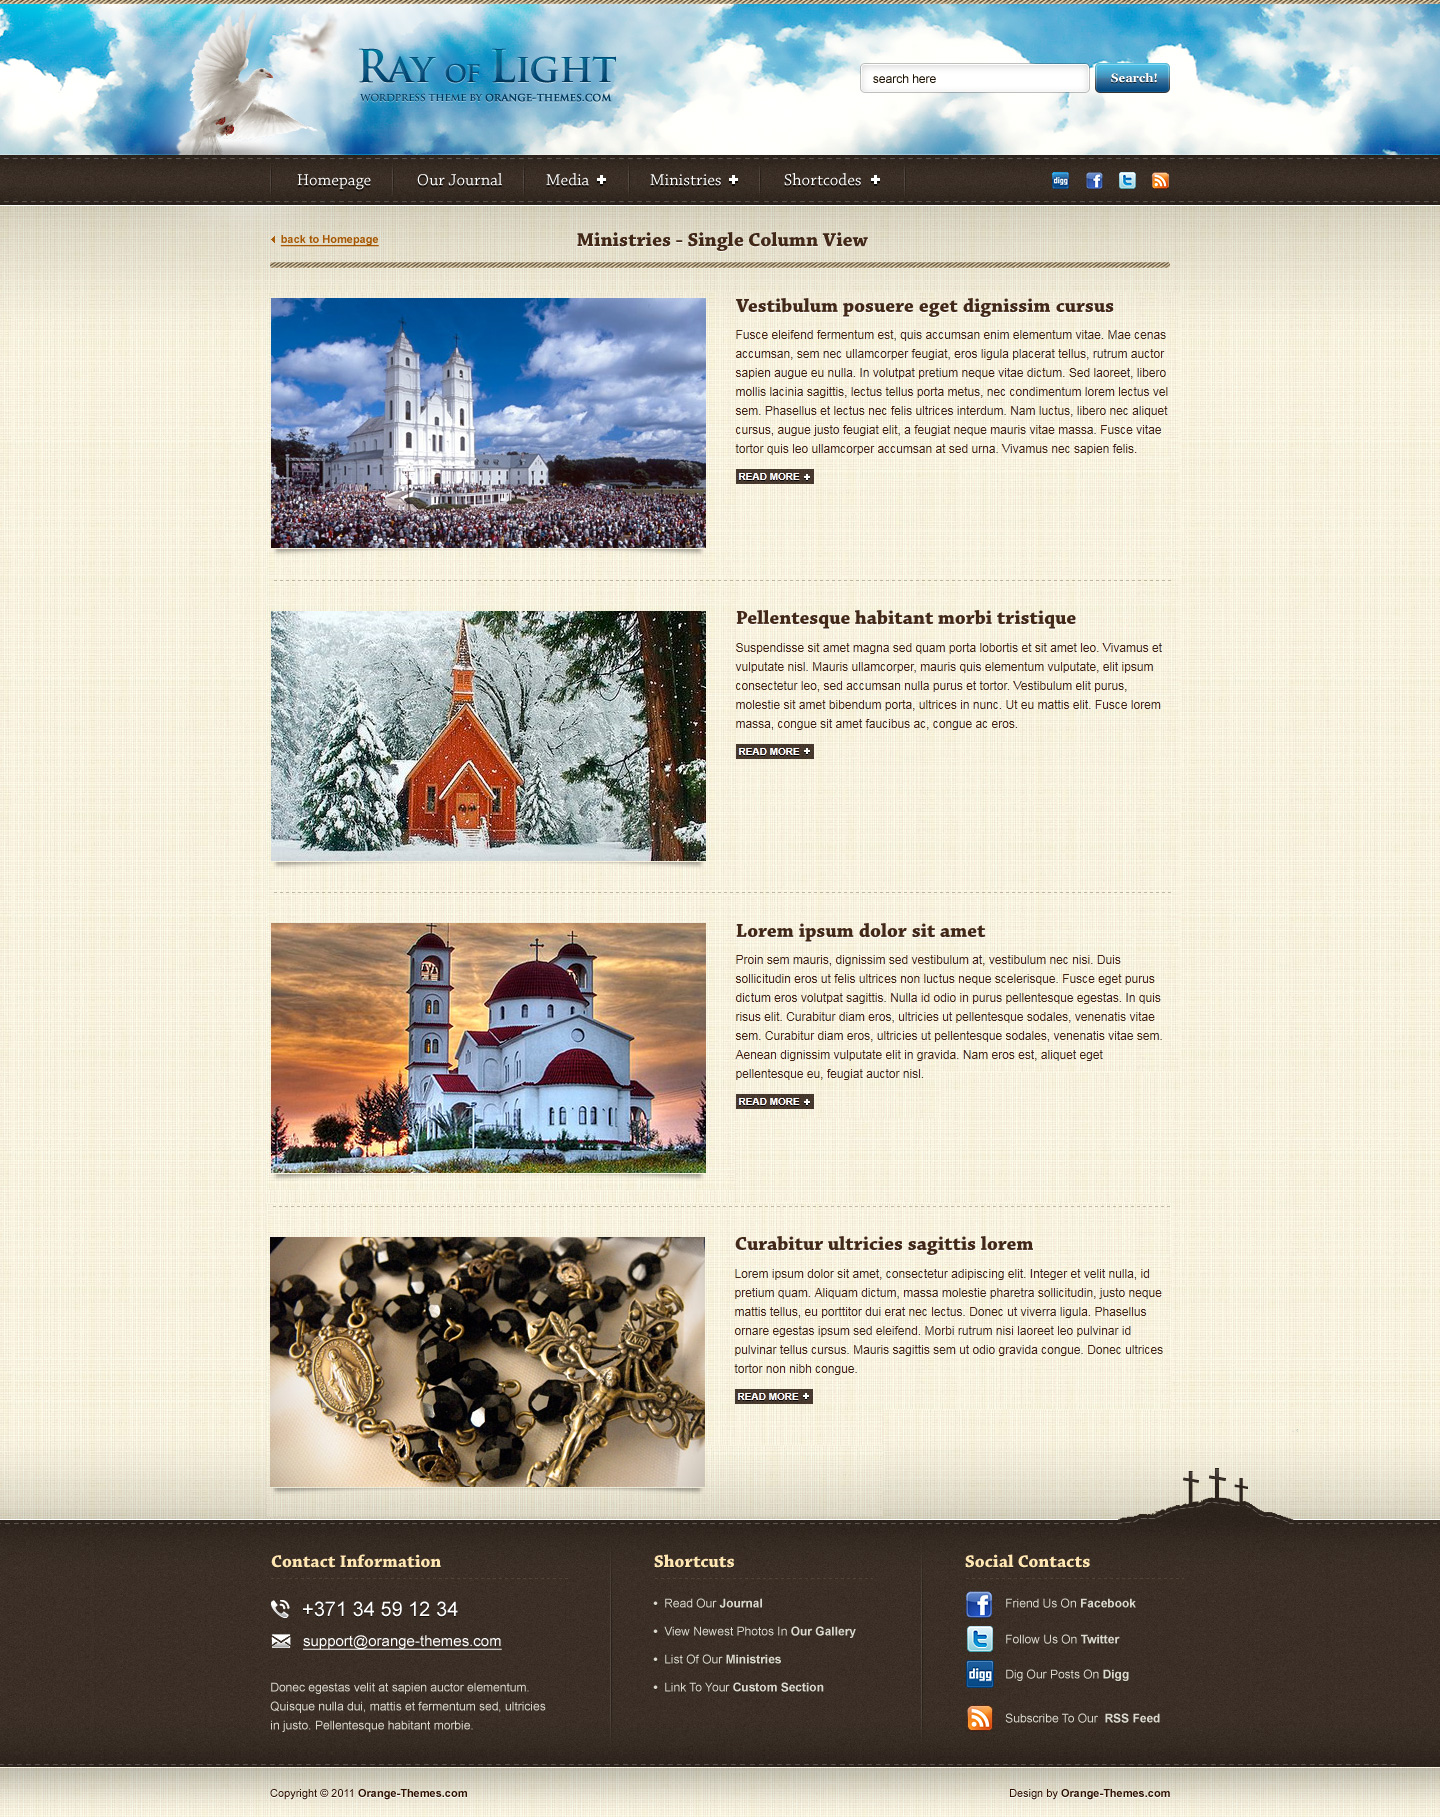 Ray of Light
WordPress Theme by Orange-Themes.com
search here
Search!
Homepage
Our Journal
Media +
Ministries +
Shortcodes +
digg
back to Homepage
Ministries - Single Column View
Vestibulum posuere eget dignissim cursus
Fusce eleifend fermentum est, quis accumsan enim elementum vitae. Mae cenas
accumsan, sem nec ullamcorper feugiat, eros ligula placerat tellus, rutrum auctor
sapien augue eu nulla. In volutpat pretium neque vitae dictum. Sed laoreet, libero
mollis lacinia sagittis, lectus tellus porta metus, nec condimentum lorem lectus vel
sem. Phasellus et lectus nec felis ultrices interdum. Nam luctus, libero nec aliquet
cursus, augue justo feugiat elit, a feugiat neque mauris vitae massa. Fusce vitae
tortor quis leo ullamcorper accumsan at sed urna. Vivamus nec sapien felis.
READ MORE +
Pellentesque habitant morbi tristique
Suspendisse sit amet magna sed quam porta lobortis et sit amet leo. Vivamus et
vulputate nisl. Mauris ullamcorper, mauris quis elementum vulputate, elit ipsum
consectetur leo, sed accumsan nulla purus et tortor. Vestibulum elit purus,
molestie sit amet bibendum porta, ultrices in nunc. Ut eu mattis elit. Fusce lorem
massa, congue sit amet faucibus ac, congue ac eros.
READ MORE +
Lorem ipsum dolor sit amet
Proin sem mauris, dignissim sed vestibulum at, vestibulum nec nisi. Duis
sollicitudin eros ut felis ultrices non luctus neque scelerisque. Fusce eget purus
dictum eros volutpat sagittis. Nulla id odio in purus pellentesque egestas. In quis
risus elit. Curabitur diam eros, ultricies ut pellentesque sodales, venenatis vitae
sem. Curabitur diam eros, ultricies ut pellentesque sodales, venenatis vitae sem.
Aenean dignissim vulputate elit in gravida. Nam eros est, aliquet eget
pellentesque eu, feugiat auctor nisl.
READ MORE +
Curabitur ultricies sagittis lorem
Lorem ipsum dolor sit amet, consectetur adipiscing elit. Integer et velit nulla, id
pretium quam. Aliquam dictum, massa molestie pharetra sollicitudin, justo neque
mattis tellus, eu porttitor dui erat nec lectus. Donec ut viverra ligula. Phasellus
ornare egestas ipsum sed eleifend. Morbi rutrum nisi laoreet leo pulvinar id
pulvinar tellus cursus. Mauris sagittis sem ut odio gravida congue. Donec ultrices
tortor non nibh congue.
READ MORE +
INRI
Contact Information
+371 34 59 12 34
support@orange-themes.com
Donec egestas velit at sapien auctor elementum.
Quisque nulla dui, mattis et fermentum sed, ultricies
in justo. Pellentesque habitant morbie.
Shortcuts
• Read Our Journal
• View Newest Photos In Our Gallery
• List Of Our Ministries
• Link To Your Custom Section
Social Contacts
Friend Us On Facebook
Follow Us On Twitter
digg
Dig Our Posts On Digg
Subscribe To Our RSS Feed
Copyright © 2011 Orange-Themes.com
Design by Orange-Themes.com